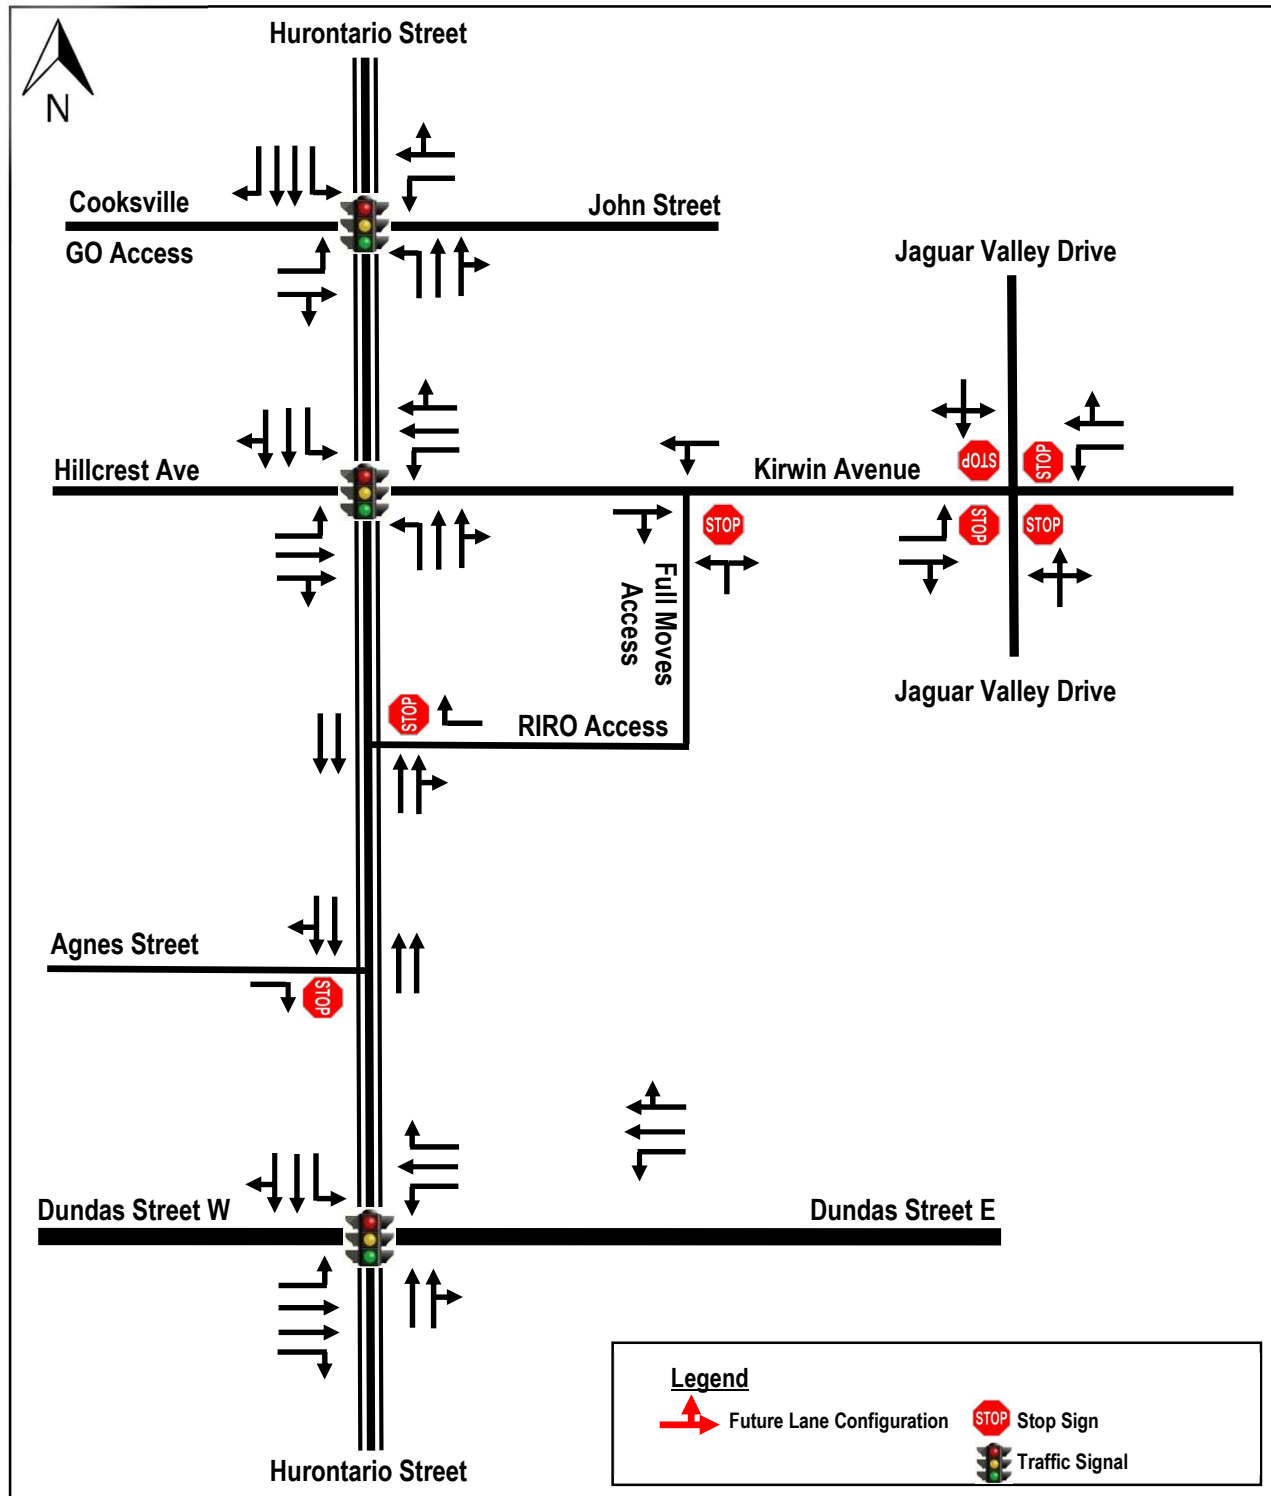 Hurontario Street
N
Cooksville
John Street
GO Access
Jaguar Valley Drive
Hillcrest Ave
Kirwin Avenue
STOP
STOP
STOP
STOP
STOP
Full Moves
Access
Jaguar Valley Drive
STOP
RIRO Access
Agnes Street
STOP
Dundas Street W
Dundas Street E
Legend
Future Lane Configuration
STOP
Stop Sign
Traffic Signal
Hurontario Street